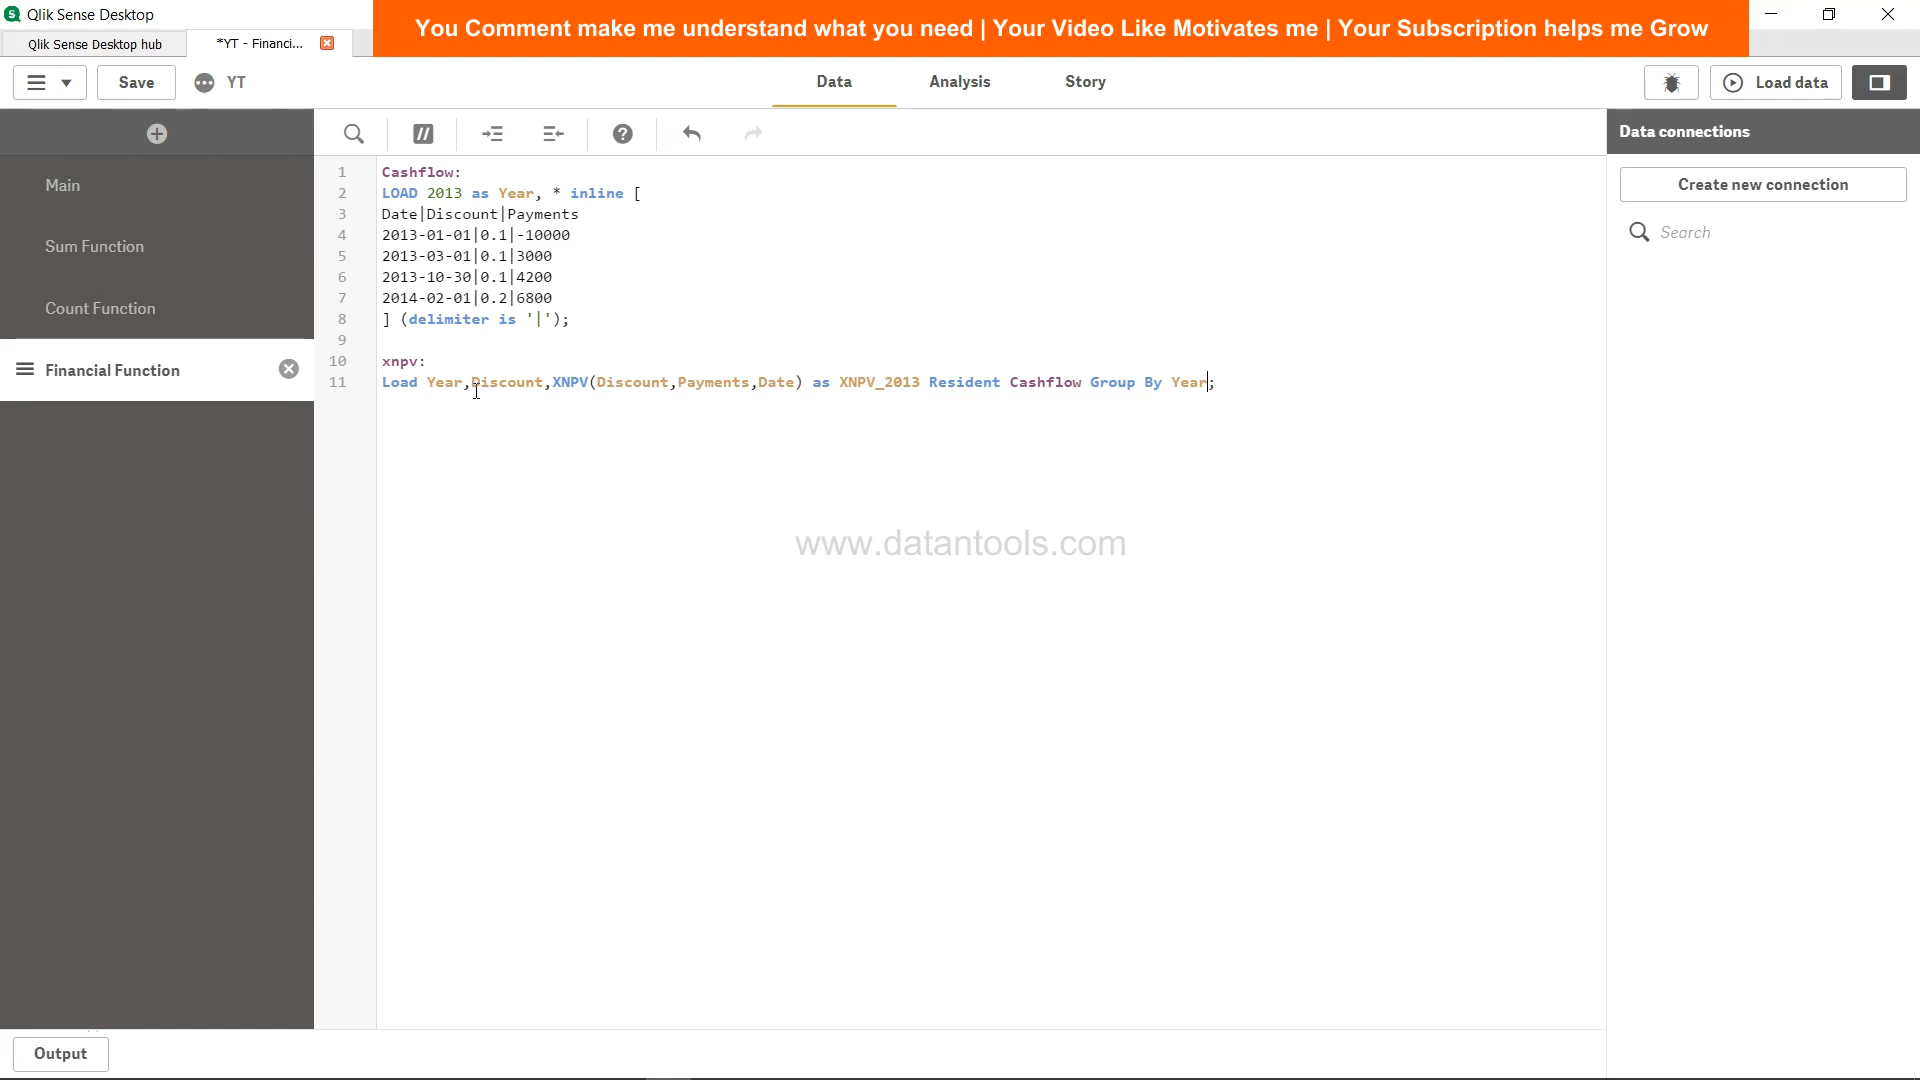 Qlik Sense Desktop
You Comment make me understand what you need | Your Video Like Motivates me | Your Subscription helps me Grow
Qlik Sense Desktop hub
*YT - Financi...
Save
YT
Data
Analysis
Story
Load data
Main
Sum Function
Count Function
Financial Function
1 Cashflow:
2 LOAD 2013 as Year, * inline [
3 Date|Discount|Payments
4 2013-01-01|0.1|-10000
5 2013-03-01|0.1|3000
6 2013-10-30|0.1|4200
7 2014-02-01|0.2|6800
8 ] (delimiter is '|');
9
10 xnpv:
11 Load Year,Discount,XNPV(Discount,Payments,Date) as XNPV_2013 Resident Cashflow Group By Year;
www.datantools.com
Data connections
Create new connection
Search
Output